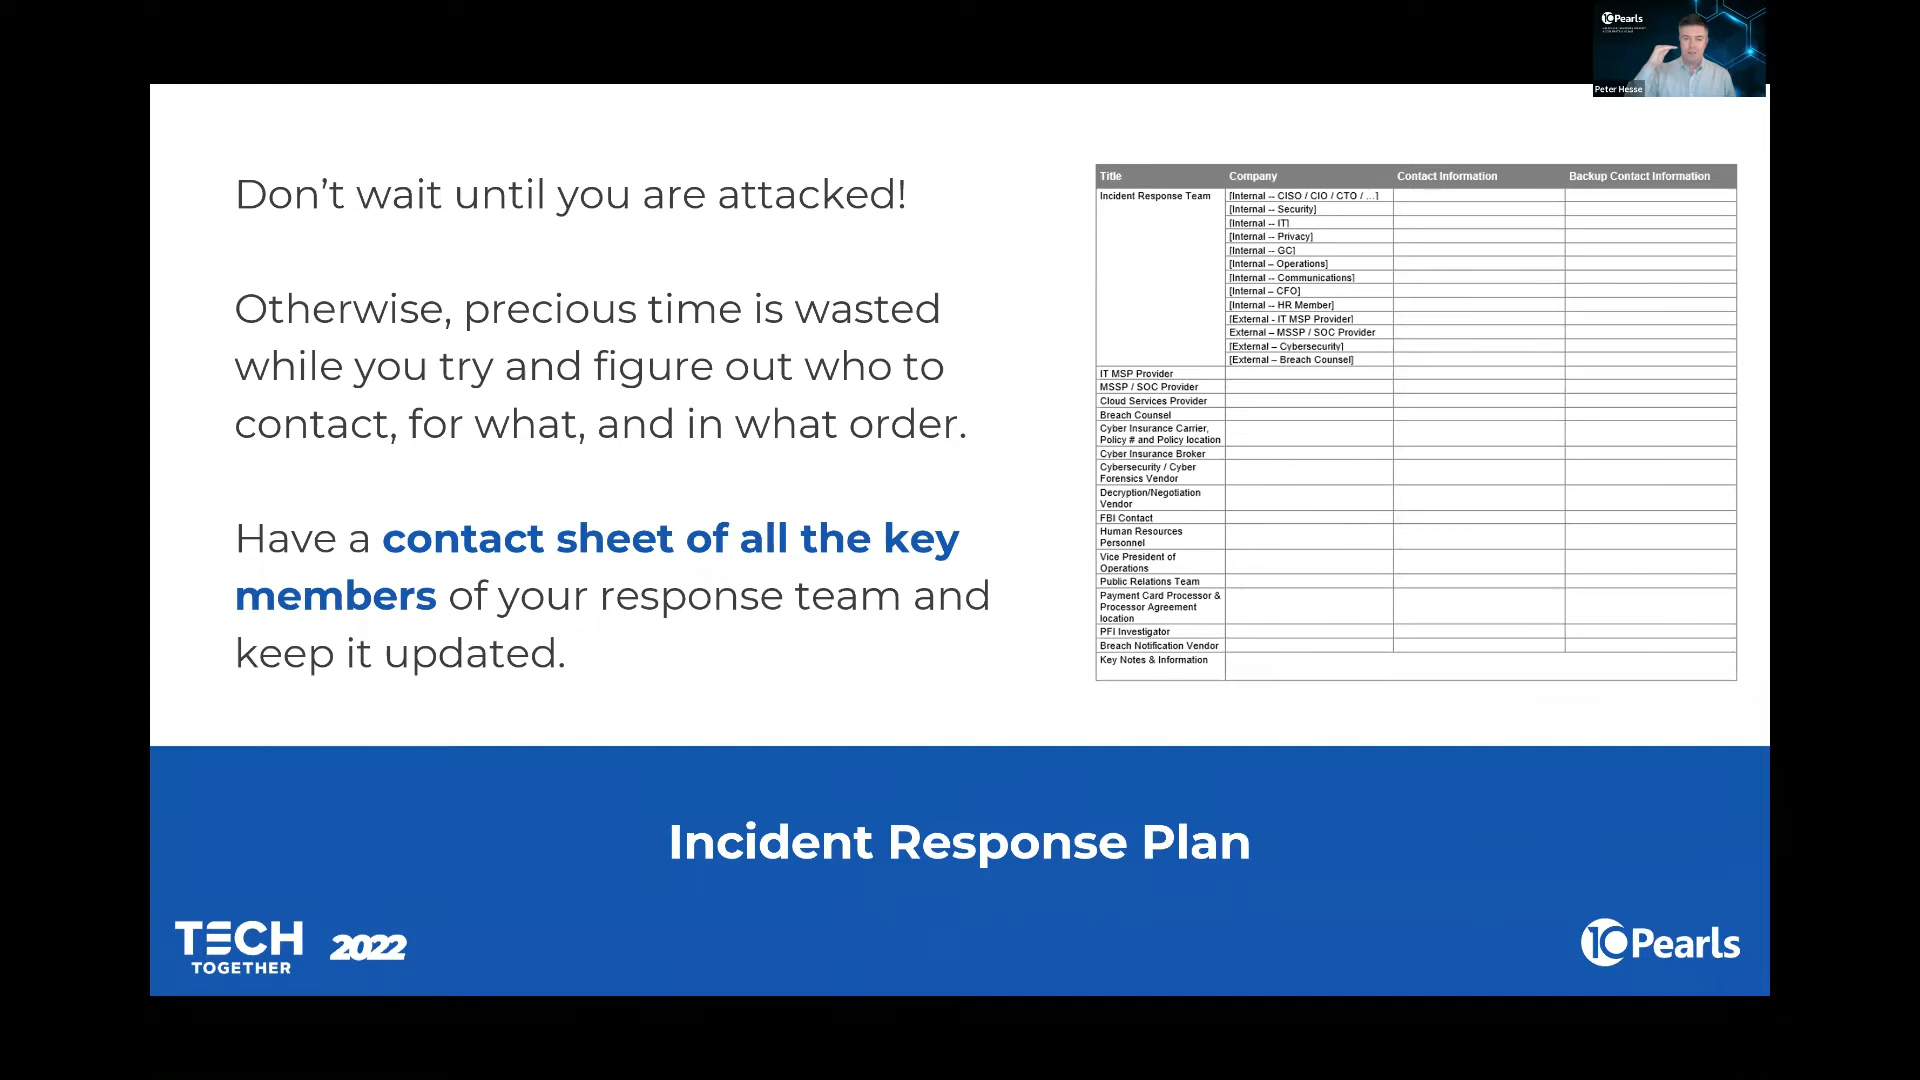 10Pearls
Peter Hesse
Don't wait until you are attacked!
Otherwise, precious time is wasted
while you try and figure out who to
contact, for what, and in what order.
Have a contact sheet of all the key
members of your response team and
keep it updated.
Title Company Contact Information Backup Contact Information
Incident Response Team [Internal -- CISO / CIO / CTO / ...]
[Internal -- Security]
[Internal -- IT]
[Internal -- Privacy]
[Internal -- GC]
[Internal – Operations]
[Internal -- Communications]
[Internal – CFO]
[Internal -- HR Member]
[External - IT MSP Provider]
External – MSSP / SOC Provider
[External – Cybersecurity]
[External – Breach Counsel]
IT MSP Provider
MSSP / SOC Provider
Cloud Services Provider
Breach Counsel
Cyber Insurance Carrier,
Policy # and Policy location
Cyber Insurance Broker
Cybersecurity / Cyber
Forensics Vendor
Decryption/Negotiation
Vendor
FBI Contact
Human Resources
Personnel
Vice President of
Operations
Public Relations Team
Payment Card Processor &
Processor Agreement
location
PFI Investigator
Breach Notification Vendor
Key Notes & Information
Incident Response Plan
TECH
TOGETHER
2022
10Pearls